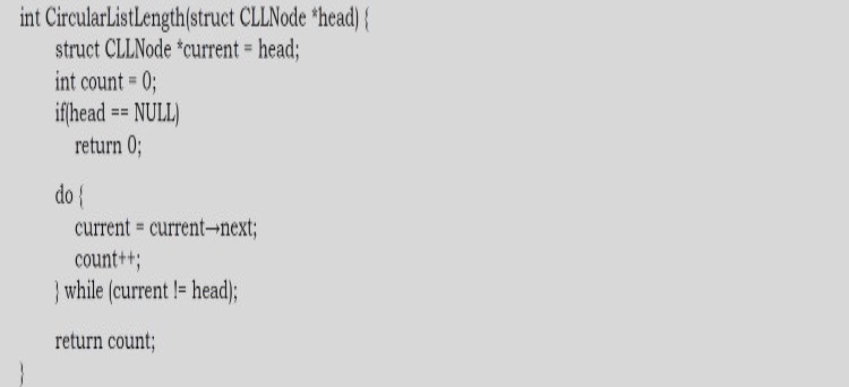 int CircularListLength(struct CLLNode *head) {
struct CLLNode *current = head;
int count = 0;
if(head == NULL)
return 0;
do {
current = current→next;
count++;
} while (current != head);
return count;
}